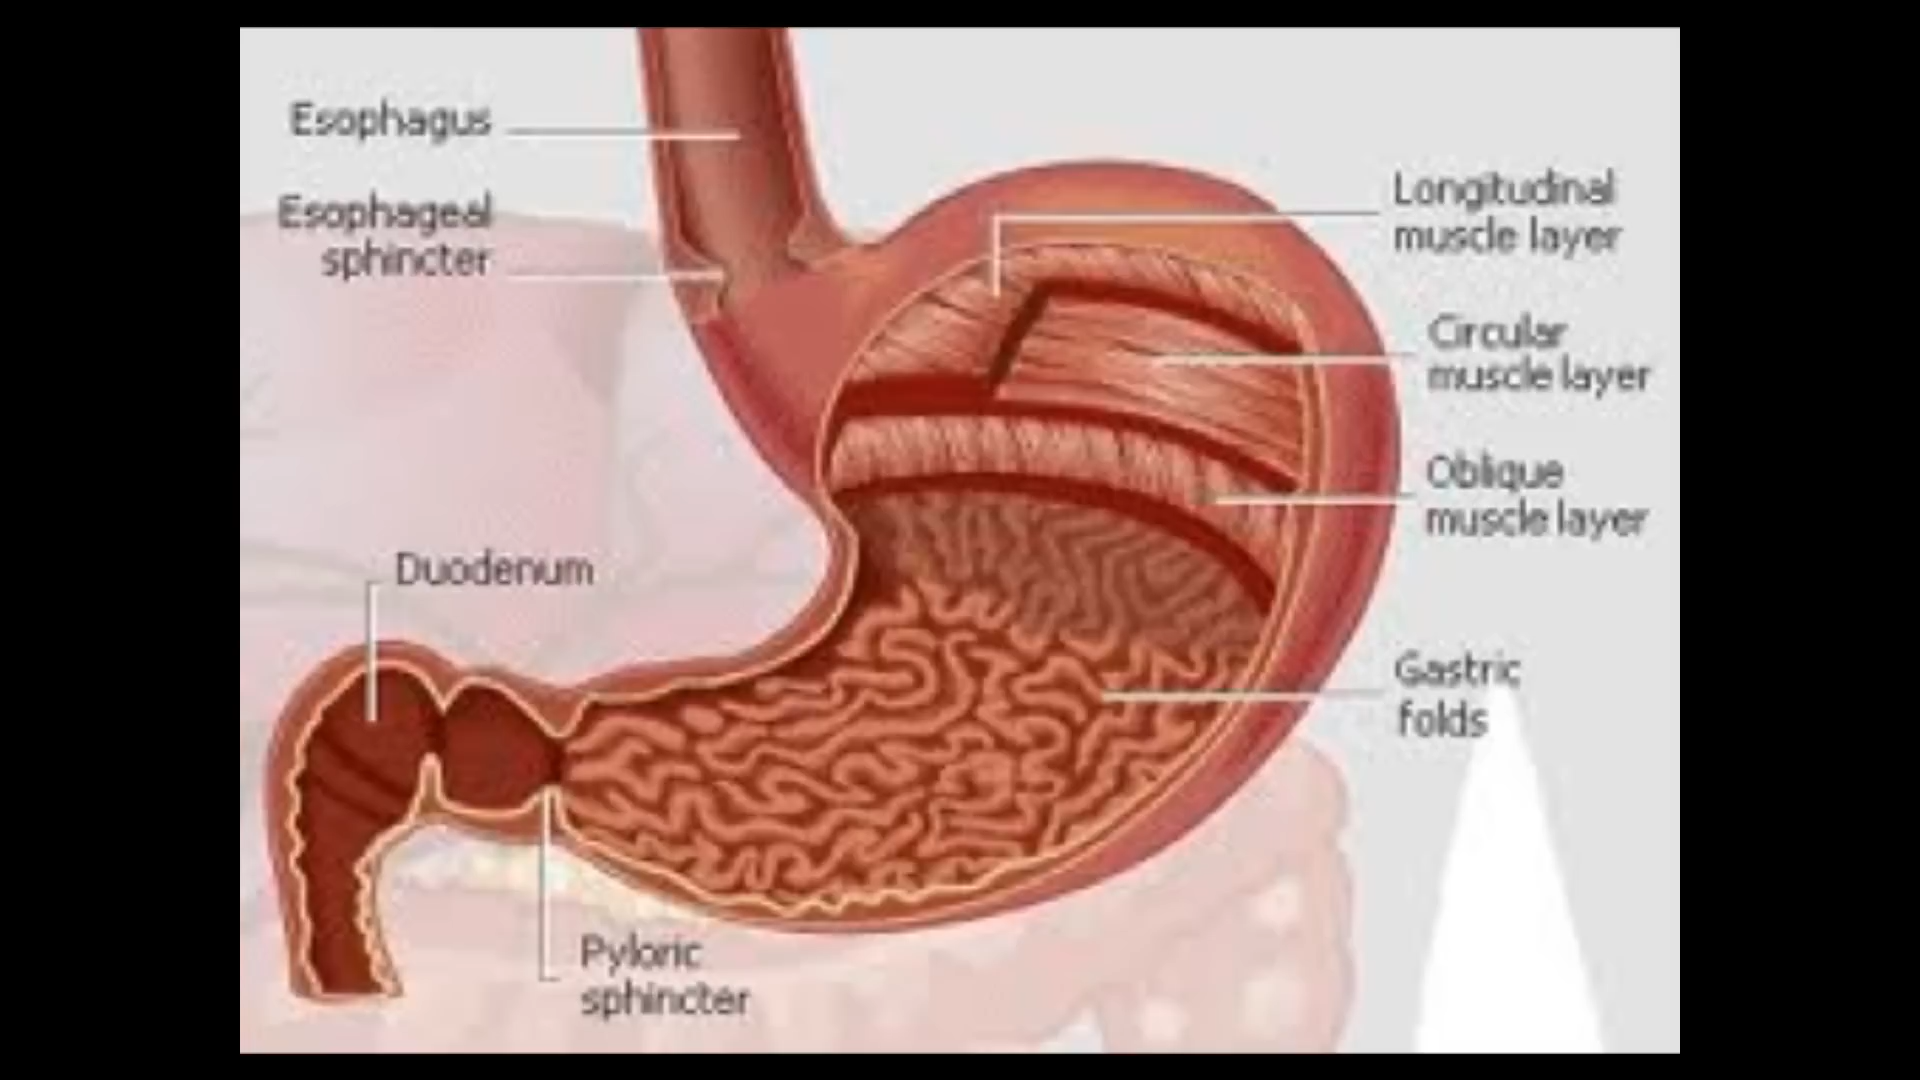 Esophagus
Esophageal
sphincter
Longitudinal
muscle layer
Circular
muscle layer
Oblique
muscle layer
Duodenum
Gastric
folds
Pyloric
sphincter